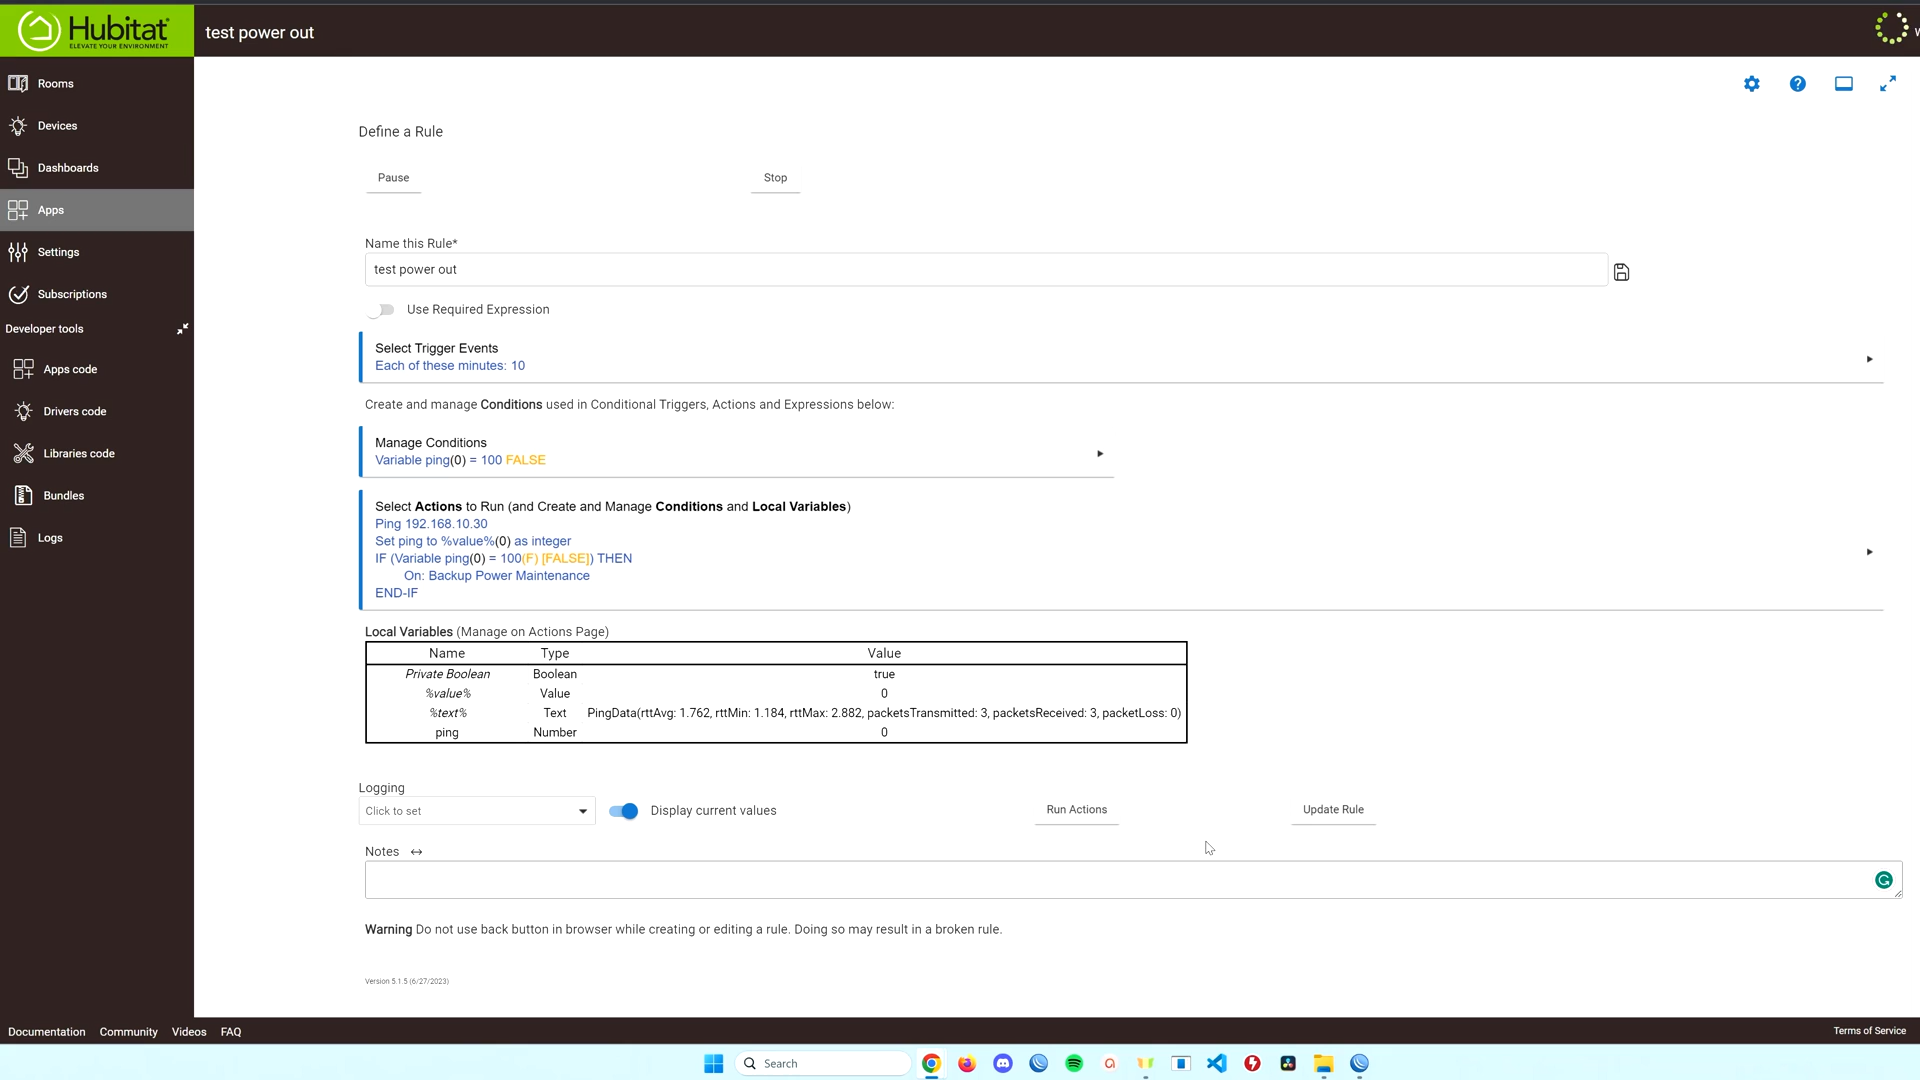 Hubitat
ELEVATE YOUR ENVIRONMENT
test power out
Rooms
Devices
Dashboards
Apps
Settings
Subscriptions
Developer tools
Apps code
Drivers code
Libraries code
Bundles
Logs
Define a Rule
Pause
Stop
Name this Rule*
test power out
Use Required Expression
Select Trigger Events
Each of these minutes: 10
Create and manage Conditions used in Conditional Triggers, Actions and Expressions below:
Manage Conditions
Variable ping(0) = 100 FALSE
Select Actions to Run (and Create and Manage Conditions and Local Variables)
Ping 192.168.10.30
Set ping to %value%(0) as integer
IF (Variable ping(0) = 100(F) [FALSE]) THEN
On: Backup Power Maintenance
END-IF
Local Variables (Manage on Actions Page)
Name Type Value
Private Boolean Boolean true
%value% Value 0
%text% Text PingData(rttAvg: 1.762, rttMin: 1.184, rttMax: 2.882, packetsTransmitted: 3, packetsReceived: 3, packetLoss: 0)
ping Number 0
Logging
Click to set
Display current values
Run Actions
Update Rule
Notes
Warning Do not use back button in browser while creating or editing a rule. Doing so may result in a broken rule.
Version 5.1.5 (6/27/2023)
Documentation Community Videos FAQ
Terms of Service
Search